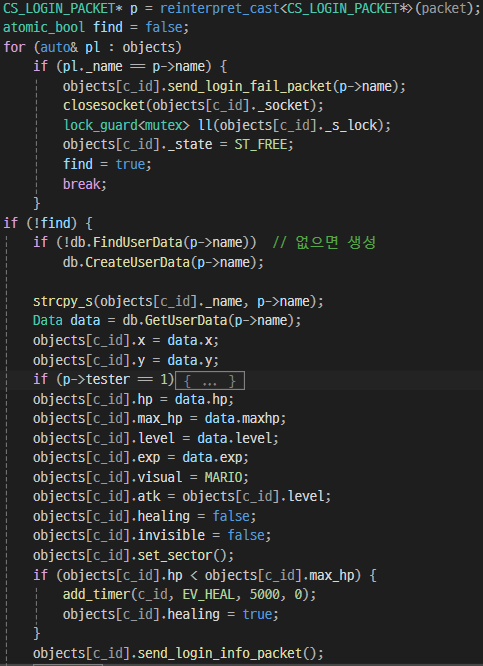 CS_LOGIN_PACKET* p = reinterpret_cast<CS_LOGIN_PACKET*>(packet);
atomic_bool find = false;
for (auto& pl : objects)
    if (pl._name == p->name) {
        objects[c_id].send_login_fail_packet(p->name);
        closesocket(objects[c_id]._socket);
        lock_guard<mutex> ll(objects[c_id]._s_lock);
        objects[c_id]._state = ST_FREE;
        find = true;
        break;
    }
if (!find) {
    if (!db.FindUserData(p->name))  // 없으면 생성
        db.CreateUserData(p->name);

    strcpy_s(objects[c_id]._name, p->name);
    Data data = db.GetUserData(p->name);
    objects[c_id].x = data.x;
    objects[c_id].y = data.y;
    if (p->tester == 1){ ... }
    objects[c_id].hp = data.hp;
    objects[c_id].max_hp = data.maxhp;
    objects[c_id].level = data.level;
    objects[c_id].exp = data.exp;
    objects[c_id].visual = MARIO;
    objects[c_id].atk = objects[c_id].level;
    objects[c_id].healing = false;
    objects[c_id].invisible = false;
    objects[c_id].set_sector();
    if (objects[c_id].hp < objects[c_id].max_hp) {
        add_timer(c_id, EV_HEAL, 5000, 0);
        objects[c_id].healing = true;
    }
    objects[c_id].send_login_info_packet();